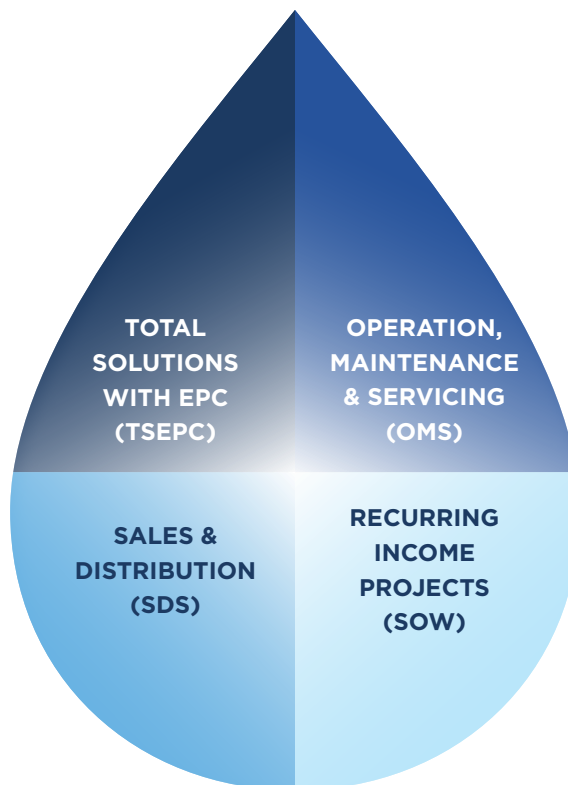 TOTAL
SOLUTIONS
WITH EPC
(TSEPC)
OPERATION,
MAINTENANCE
& SERVICING
(OMS)
SALES &
DISTRIBUTION
(SDS)
RECURRING
INCOME
PROJECTS
(SOW)